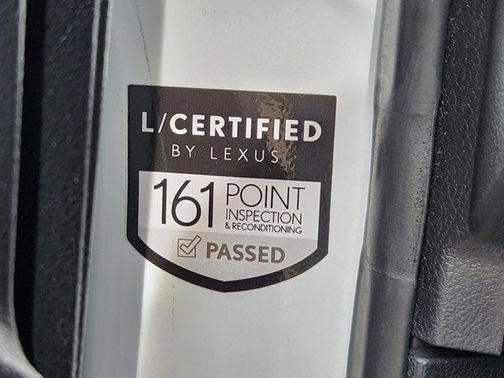 L/CERTIFIED
BY LEXUS
161 POINT
INSPECTION
& RECONDITIONING
PASSED